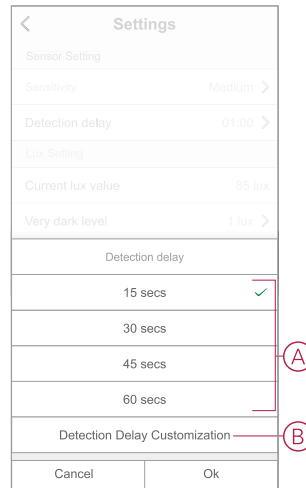 Settings
Sensor Setting
Sensitivity Medium
Detection delay 01:00
Lux Setting
Current lux value 85 lux
Very dark level 1 lux
Detection delay
15 secs
30 secs
45 secs
60 secs
A
Detection Delay Customization
B
Cancel Ok